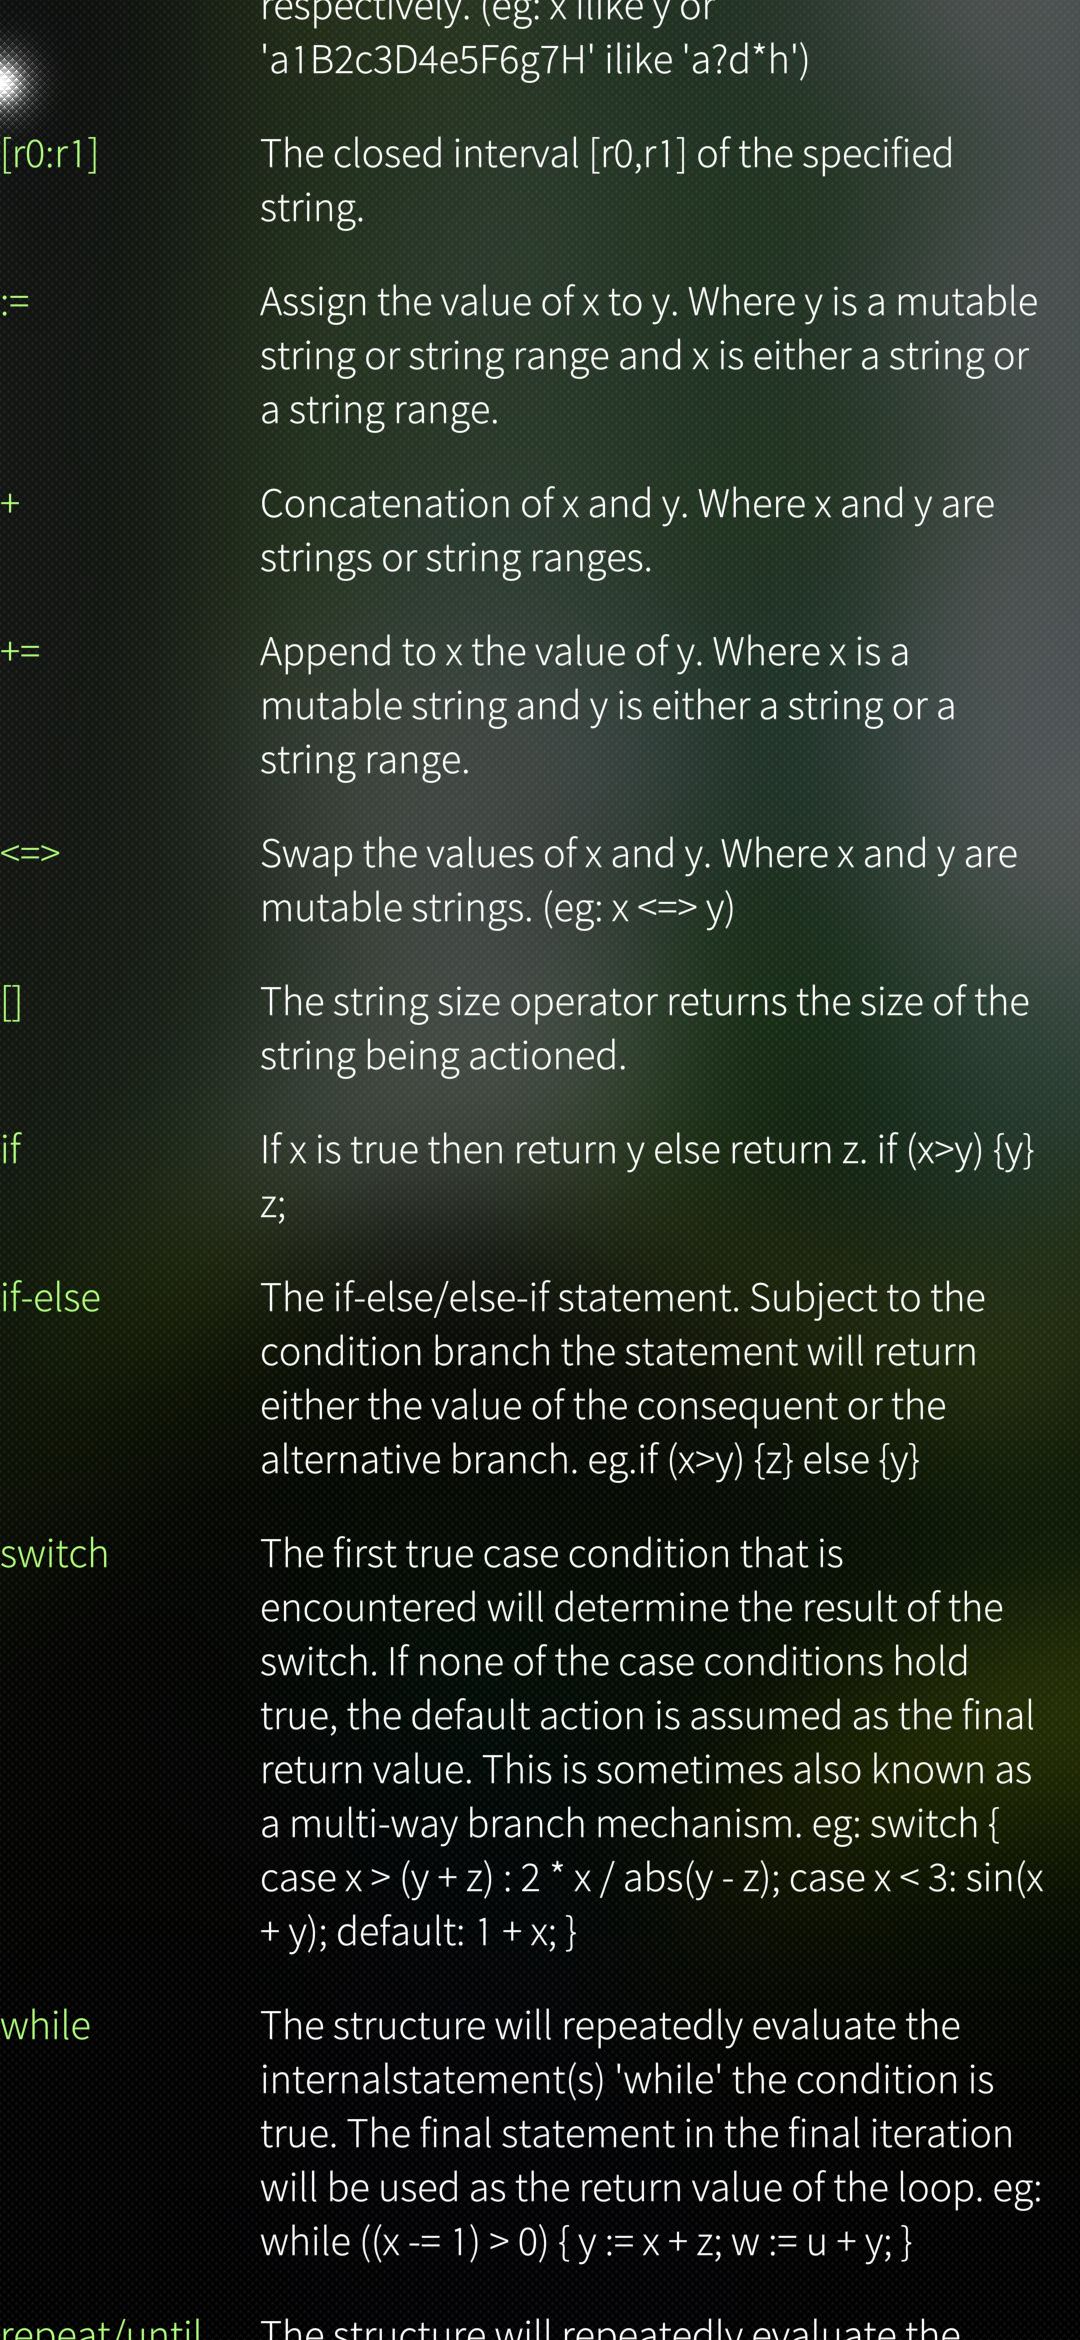 respectively. (eg: x ilike y or
'a1B2c3D4e5F6g7H' ilike 'a?d*h')
[r0:r1] The closed interval [r0,r1] of the specified
string.
:= Assign the value of x to y. Where y is a mutable
string or string range and x is either a string or
a string range.
+ Concatenation of x and y. Where x and y are
strings or string ranges.
+= Append to x the value of y. Where x is a
mutable string and y is either a string or a
string range.
<=> Swap the values of x and y. Where x and y are
mutable strings. (eg: x <=> y)
[] The string size operator returns the size of the
string being actioned.
if If x is true then return y else return z. if (x>y) {y}
z;
if-else The if-else/else-if statement. Subject to the
condition branch the statement will return
either the value of the consequent or the
alternative branch. eg.if (x>y) {z} else {y}
switch The first true case condition that is
encountered will determine the result of the
switch. If none of the case conditions hold
true, the default action is assumed as the final
return value. This is sometimes also known as
a multi-way branch mechanism. eg: switch {
case x > (y + z) : 2 * x / abs(y - z); case x < 3: sin(x
+ y); default: 1 + x; }
while The structure will repeatedly evaluate the
internalstatement(s) 'while' the condition is
true. The final statement in the final iteration
will be used as the return value of the loop. eg:
while ((x -= 1) > 0) { y := x + z; w := u + y; }
repeat/until The structure will repeatedly evaluate the